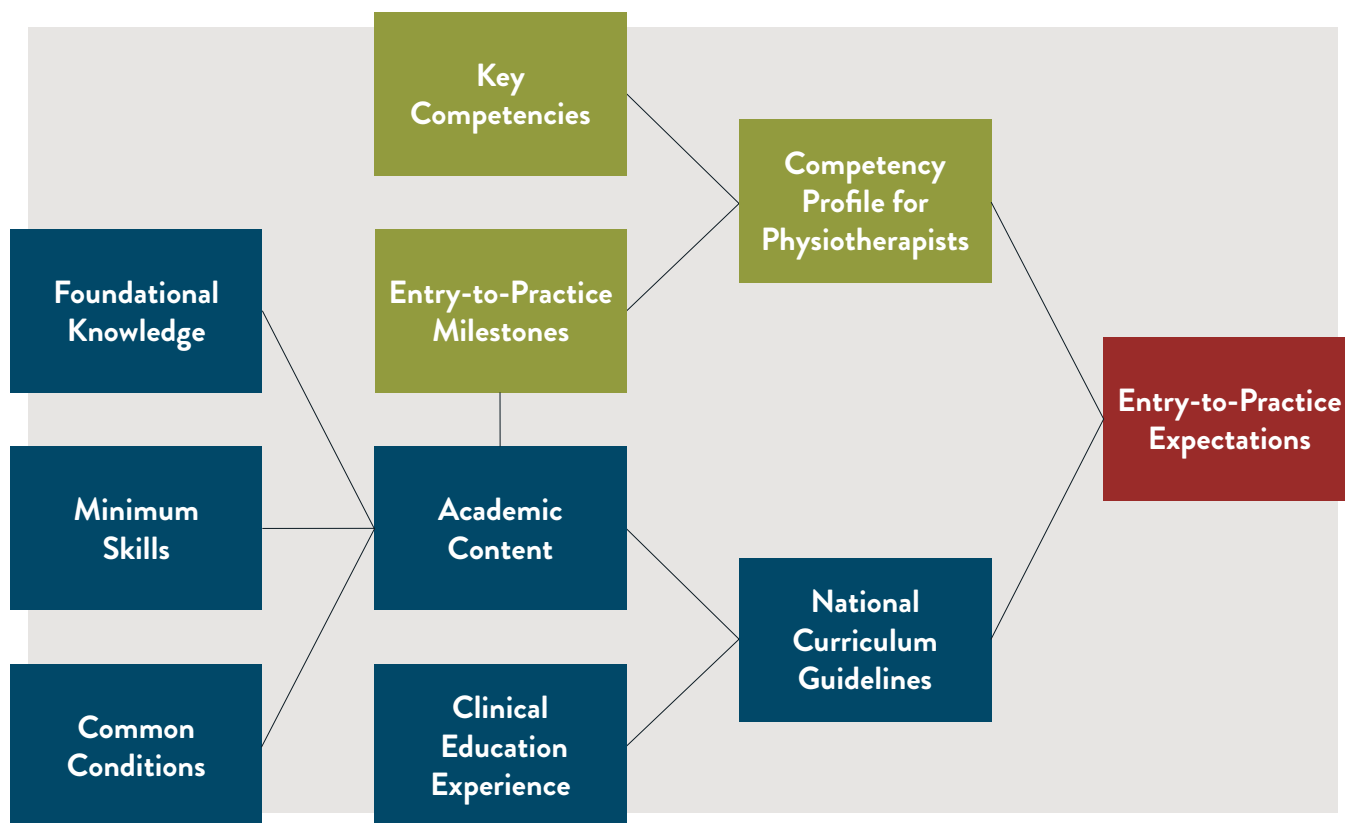 Key
Competencies
Competency
Profile for
Physiotherapists
Foundational
Knowledge
Entry-to-Practice
Milestones
Entry-to-Practice
Expectations
Minimum
Skills
Academic
Content
National
Curriculum
Guidelines
Common
Conditions
Clinical
Education
Experience